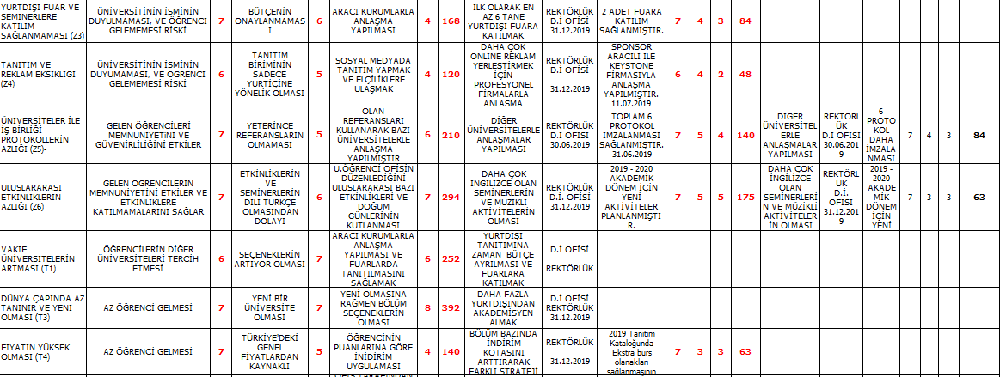 YURTDIŞI FUAR VE
SEMİNERLERE
KATILIM
SAĞLANMAMASI (Z3)
ÜNİVERSİTİNİN İSMİNİN
DUYULMAMASI, VE ÖĞRENCİ
GELEMEMESİ RİSKİ
7
BÜTÇENİN
ONAYLANMAMAS
I
6
ARACI KURUMLARLA
ANLAŞMA
YAPILMASI
4
168
İLK OLARAK EN
AZ 6 TANE
YURTDIŞI FUARA
KATILMAK
REKTÖRLÜK
D.İ OFİSİ
31.12.2019
2 ADET FUARA
KATILIM
SAĞLANMIŞTIR.
7
4
3
84
TANITIM VE
REKLAM EKSİKLİĞİ
(Z4)
ÜNİVERSİTİNİN İSMİNİN
DUYUMAMASI, VE ÖĞRENCİ
GELEMEMESİ RİSKİ
6
TANITIM
BİRİMİNİN
SADECE
YURTİÇİNE
YÖNELİK OLMASI
5
SOSYAL MEDYADA
TANITIM YAPMAK
VE ELÇİLİKLERE
ULAŞMAK
4
120
DAHA ÇOK
ONLINE REKLAM
YERLEŞTİRMEK
İÇİN
PROFESYONEL
FİRMALARLA
ANLAŞMA
REKTÖRLÜK
D.İ OFİSİ
31.12.2019
SPONSOR
ARACILI İLE
KEYSTONE
FİRMASIYLA
ANLAŞMA
YAPILMIŞTIR.
11.07.2019
6
4
2
48
ÜNİVERSİTELER İLE
İŞ BİRLİĞİ
PROTOKOLLERİN
AZLIĞI (Z5)-
GELEN ÖĞRENCİLERİ
MEMNUNİYETiNİ VE
GÜVENİRLİLİĞİNİ ETKİLER
7
YETERİNCE
REFERANSLARIN
OLMAMASI
5
OLAN
REFERANSLARI
KULLANARAK BAZI
ÜNİVERSİTELERLE
ANLAŞMA
YAPILMIŞTIR
6
210
DİĞER
ÜNİVERSİTELERLE
ANLAŞMALAR
YAPILMASI
REKTÖRLÜK
D.İ OFİSİ
30.06.2019
TOPLAM 6
PROTOKOL
İMZALANMASI
SAĞLANMIŞTIR.
31.06.2019
7
5
4
140
DİĞER
ÜNİVERSİTEL
ERLE
ANLAŞMALAR
YAPILMASI
REKTÖRL
ÜK
D.İ OFİSİ
30.06.201
9
6
PROTO
KOL
DAHA
İMZALA
NMASI
7
4
3
84
ULUSLARARASI
ETKINLIKLERIN
AZLIĞI (Z6)
GELEN ÖĞRENCİLERİN
MEMNUNİYETİNİ ETKİLER VE
ETKİNLİKLERE
KATILMAMALARINI SAĞLAR
7
ETKİNLİKLERİN
VE
SEMİNERLERİN
DİLİ TÜRKÇE
OLMASINDAN
DOLAYI
6
U.ÖĞRENCİ OFİSİN
DÜZENLEDİĞİNİ
ULUSRARASI BAZI
ETKİNLİKLERİ VE
DOĞUM
GÜNLERİNİN
KUTLANMASI
7
294
DAHA ÇOK
İNGİLİZCE OLAN
SEMİNERLERİN
VE MÜZİKLİ
AKTİVİTELERİN
OLMASI
REKTÖRLÜK
D.İ. OFİSİ
31.12.2019
2019 - 2020
AKADEMİK
DÖNEM İÇİN
YENİ
AKTİVİTELER
PLANLANMIŞTI
R.
7
5
5
175
DAHA ÇOK
İNGİLİZCE
OLAN
SEMİNERLERİ
N VE MÜZİKLİ
AKTİVİTELER
İN OLMASI
REKTÖRL
ÜK
D.İ.
OFİSİ
31.12.201
9
2019 -
2020
AKADE
MİK
DÖNEM
İÇİN
YENİ
7
3
3
63
VAKIF
ÜNİVERSİTELERİN
ARTMASI (T1)
ÖĞRENCİLERİN DİĞER
ÜNİVERSİTELERİ TERCİH
ETMESİ
6
SEÇENEKLERİN
ARTIYOR OLMASI
7
ARACI KURUMLARLA
ANLAŞMA
YAPILMASI VE
FUARLARDA
TANITILMASINI
SAĞLAMAK
6
252
YURTDIŞI
TANITIMINA
ZAMAN BÜTÇE
AYRILMASI VE
FUARLARA
KATILMAK
D.İ OFİSİ
REKTÖRLÜK
DÜNYA ÇAPINDA AZ
TANINIR VE YENI
OLMASI (T3)
AZ ÖĞRENCİ GELMESİ
7
YENİ BİR
ÜNİVERSİTE
OLMASI
7
YENİ OLMASINA
RAĞMEN BÖLÜM
SEÇENEKLERİN
OLMASI
8
392
DAHA FAZLA
YURTDIŞINDAN
AKADEMİSYEN
ALMAK
D.İ OFİSİ
REKTÖRLÜK
31.12.2019
FIYATIN YÜKSEK
OLMASI (T4)
AZ ÖĞRENCİ GELMESİ
7
TÜRKİYE'DEKİ
GENEL
FİYATLARDAN
KAYNAKLI
5
ÖĞRENCİNİN
PUANLARINA GÖRE
İNİDİRİM
UYGULAMASI
4
140
BÖLÜM BAZINDA
İNDİRİM
KOTASINI
ARTTIRARAK
FARKLI STRATEJİ
REKTÖRLÜK
31.12.2019
2019 Tanıtım
Kataloğunda
Ekstra burs
olanakları
sağlanmasının
7
3
3
63